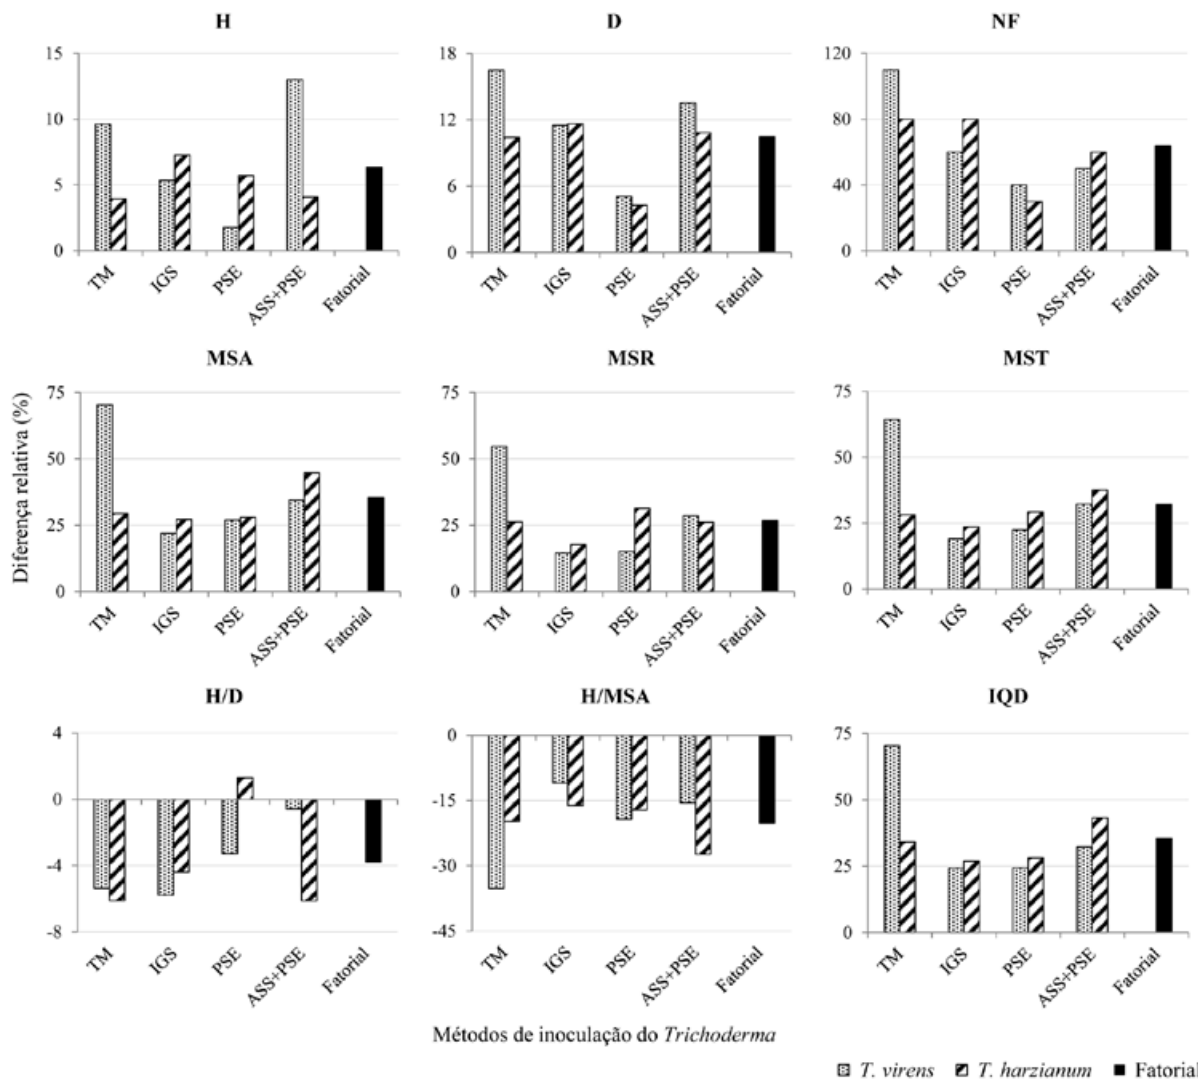 H
D
NF
15
10
5
0
TM
IGS
PSE
ASS+PSE
Fatorial
18
12
6
0
TM
IGS
PSE
ASS+PSE
Fatorial
120
80
40
0
TM
IGS
PSE
ASS+PSE
Fatorial
Diferença relativa (%)
MSA
MSR
MST
75
50
25
0
TM
IGS
PSE
ASS+PSE
Fatorial
75
50
25
0
TM
IGS
PSE
ASS+PSE
Fatorial
75
50
25
0
TM
IGS
PSE
ASS+PSE
Fatorial
H/D
H/MSA
IQD
4
0
-4
-8
TM
IGS
PSE
ASS+PSE
Fatorial
0
-15
-30
-45
TM
IGS
PSE
ASS+PSE
Fatorial
75
50
25
0
TM
IGS
PSE
ASS+PSE
Fatorial
Métodos de inoculação do Trichoderma
T. virens T. harzianum Fatorial